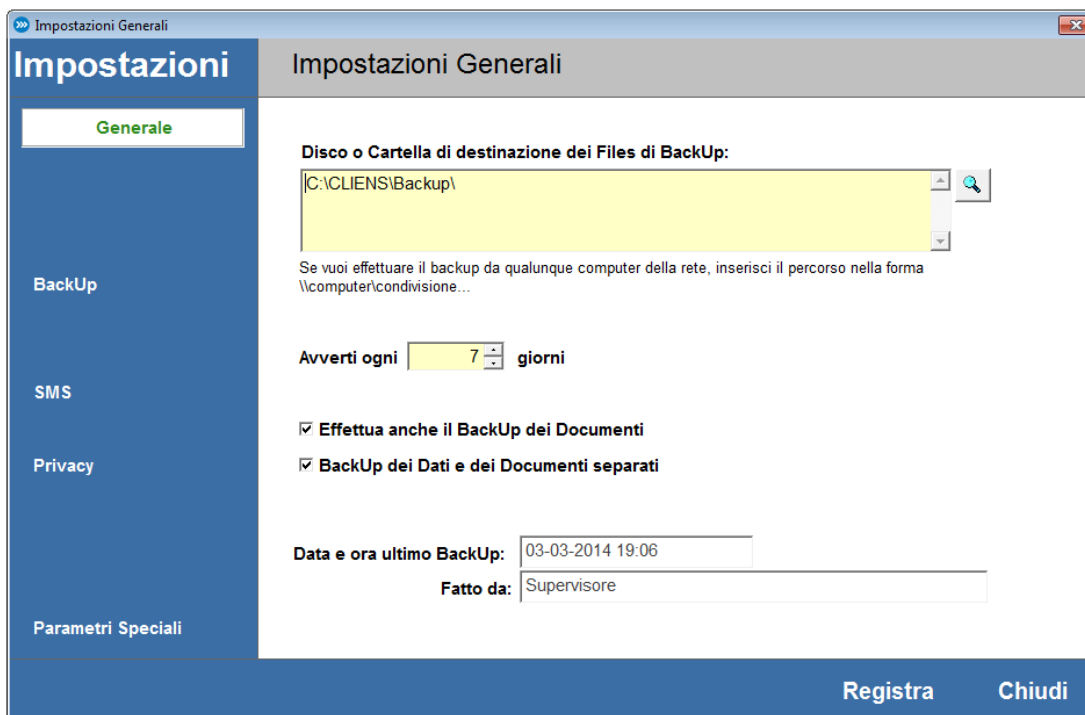 Impostazioni Generali
Impostazioni
Impostazioni Generali
Generale
BackUp
SMS
Privacy
Parametri Speciali
Disco o Cartella di destinazione dei Files di BackUp:
C:\CLIENS\Backup\
Se vuoi effettuare il backup da qualunque computer della rete, inserisci il percorso nella forma
\\computer\condivisione...
Avverti ogni 7 giorni
Effettua anche il BackUp dei Documenti
BackUp dei Dati e dei Documenti separati
Data e ora ultimo BackUp: 03-03-2014 19:06
Fatto da: Supervisore
Registra Chiudi